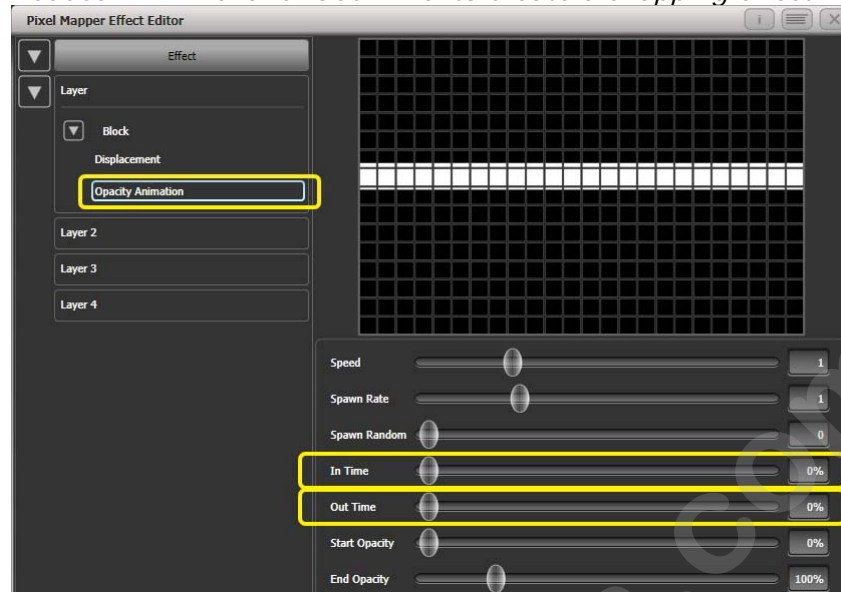 Pixel Mapper Effect Editor
i
X
Effect
Layer
Block
Displacement
Opacity Animation
Layer 2
Layer 3
Layer 4
Speed 1
Spawn Rate 1
Spawn Random 0
In Time 0%
Out Time 0%
Start Opacity 0%
End Opacity 100%